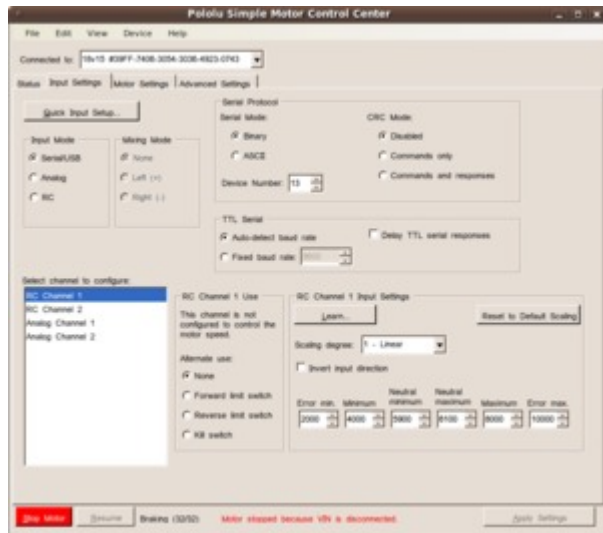 Pololu Simple Motor Control Center
File Edit View Device Help
Connected to: 18v15 #39FF-7406-3054-3036-4923-0743
Status Input Settings Motor Settings Advanced Settings
Quick Input Setup...
Input Mode
Serial/USB
Analog
RC
Mixing Mode
None
Left (+)
Right (-)
Serial Protocol
Serial Mode:
Binary
ASCII
Device Number: 13
CRC Mode:
Disabled
Commands only
Commands and responses
TTL Serial
Auto-detect baud rate
Fixed baud rate:
Delay TTL serial responses
Select channel to configure:
RC Channel 1
RC Channel 2
Analog Channel 1
Analog Channel 2
RC Channel 1 Use
This channel is not
configured to control the
motor speed.
Alternate use:
None
Forward limit switch
Reverse limit switch
Kill switch
RC Channel 1 Input Settings
Learn...
Reset to Default Scaling
Scaling degree: 1 - Linear
Invert input direction
Error min. Minimum Neutral minimum Neutral maximum Maximum Error max.
2000 4000 5900 6100 8000 10000
Stop Motor Resume Braking (32/32) Motor stopped because VIN is disconnected. Apply Settings